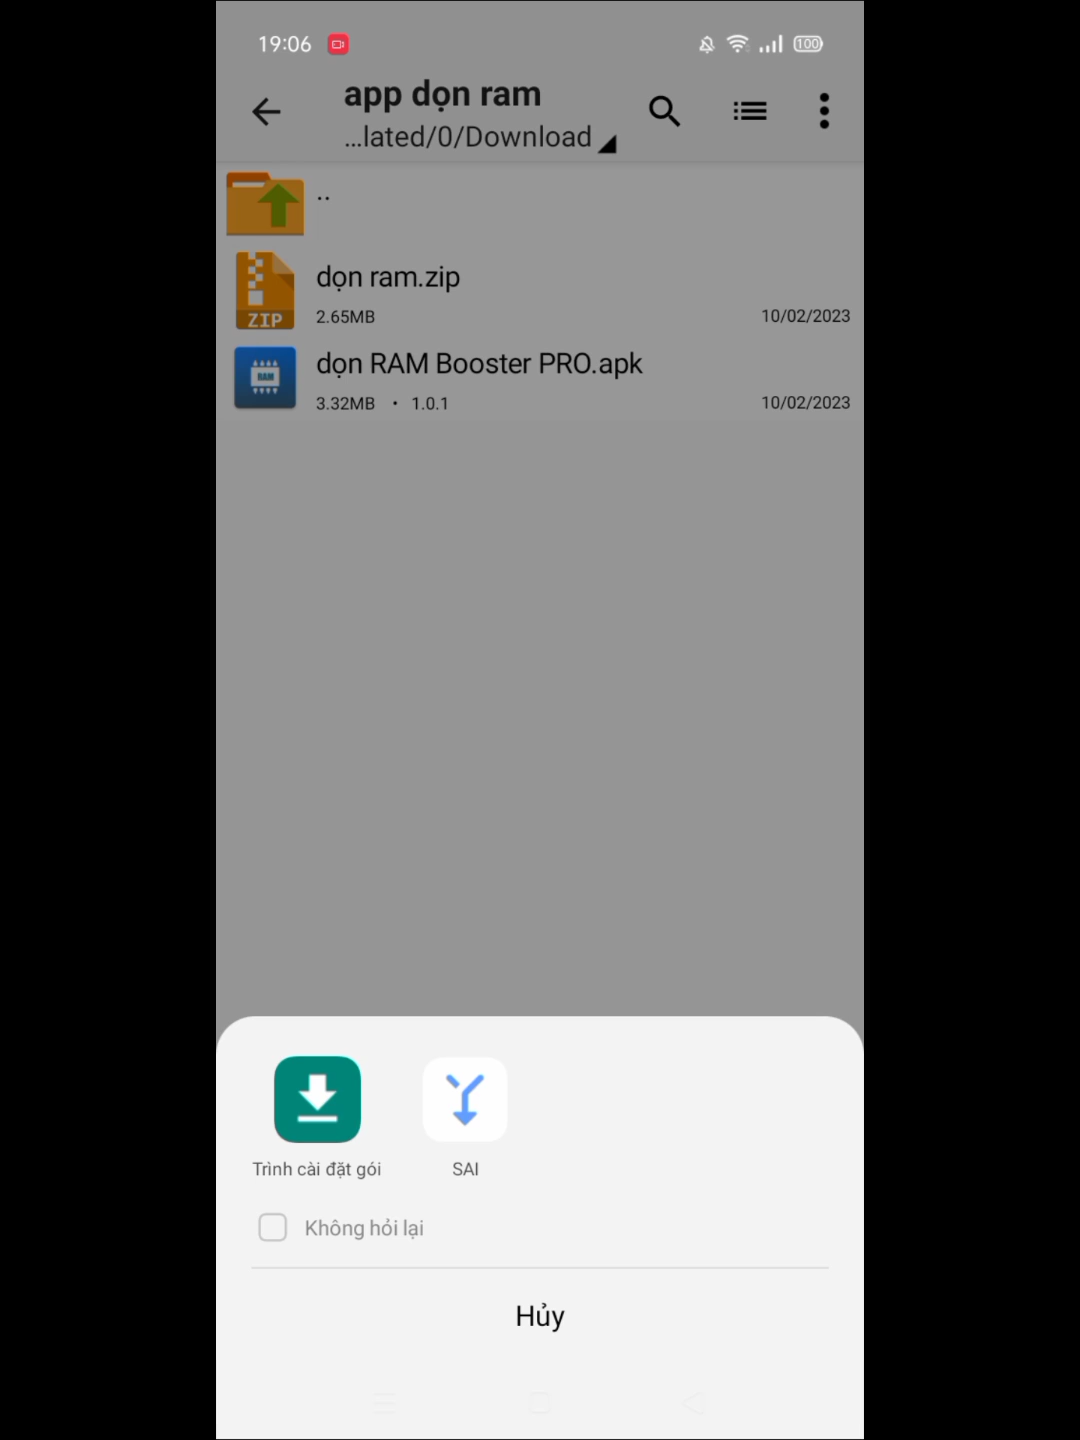 19:06
100
app dọn ram
...lated/0/Download
..
dọn ram.zip
ZIP
2.65MB
10/02/2023
dọn RAM Booster PRO.apk
RAM
3.32MB • 1.0.1
10/02/2023
Trình cài đặt gói
SAI
Không hỏi lại
Hủy